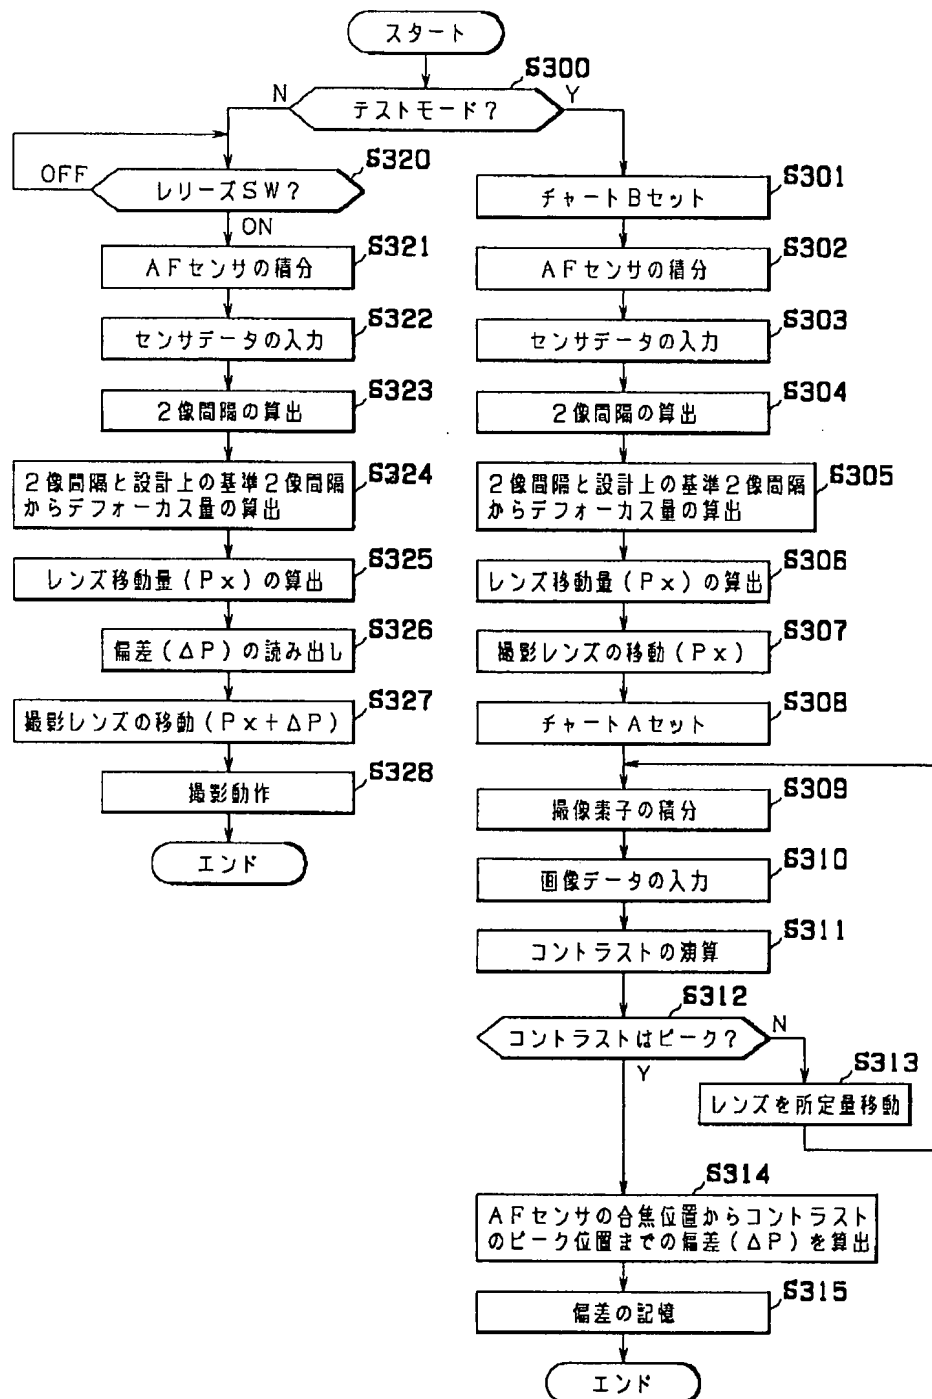 スタート
S300
テストモード?
N
Y
S320
レリーズSW?
OFF
ON
S321
AFセンサの積分
S322
センサデータの入力
S323
2像間隔の算出
S324
2像間隔と設計上の基準2像間隔
からデフォーカス量の算出
S325
レンズ移動量(Px)の算出
S326
偏差(ΔP)の読み出し
S327
撮影レンズの移動(Px+ΔP)
S328
撮影動作
エンド
S301
チャートBセット
S302
AFセンサの積分
S303
センサデータの入力
S304
2像間隔の算出
S305
2像間隔と設計上の基準2像間隔
からデフォーカス量の算出
S306
レンズ移動量(Px)の算出
S307
撮影レンズの移動(Px)
S308
チャートAセット
S309
撮像素子の積分
S310
画像データの入力
S311
コントラストの演算
S312
コントラストはピーク?
N
Y
S313
レンズを所定量移動
S314
AFセンサの合焦位置からコントラスト
のピーク位置までの偏差(ΔP)を算出
S315
偏差の記憶
エンド